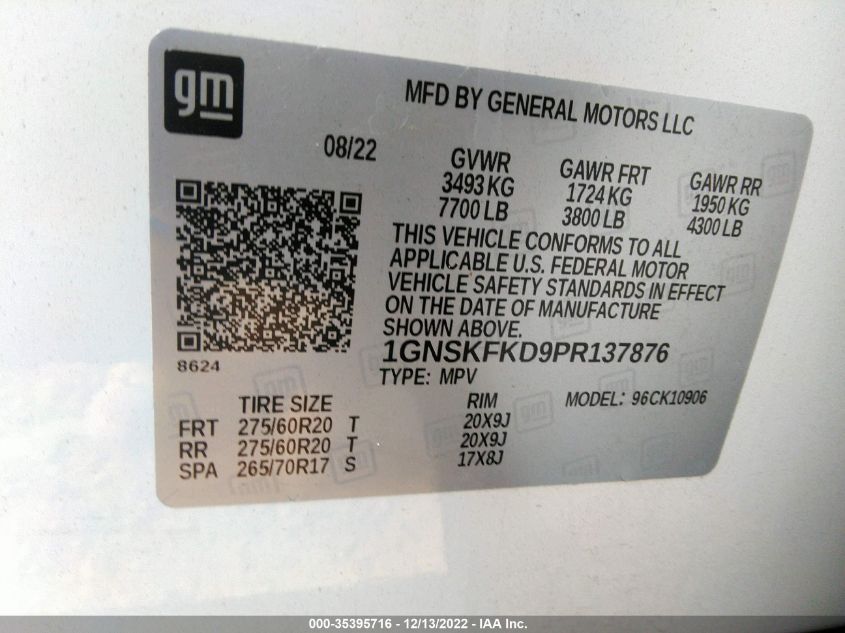 gm
MFD BY GENERAL MOTORS LLC
08/22
GVWR GAWR FRT GAWR RR
3493 KG 1724 KG 1950 KG
7700 LB 3800 LB 4300 LB
THIS VEHICLE CONFORMS TO ALL
APPLICABLE U.S. FEDERAL MOTOR
VEHICLE SAFETY STANDARDS IN EFFECT
ON THE DATE OF MANUFACTURE
SHOWN ABOVE.
8624
1GNSKFKD9PR137876
TYPE: MPV MODEL: 96CK10906
TIRE SIZE RIM
FRT 275/60R20 T 20X9J
RR 275/60R20 T 20X9J
SPA 265/70R17 S 17X8J
000-35395716 - 12/13/2022 - IAA Inc.